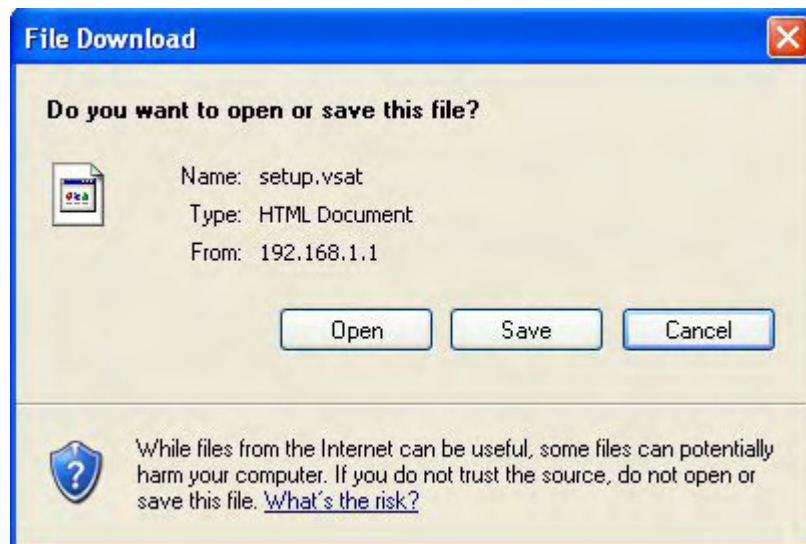 File Download
Do you want to open or save this file?
Name: setup.vsat
Type: HTML Document
From: 192.168.1.1
Open Save Cancel
While files from the Internet can be useful, some files can potentially
harm your computer. If you do not trust the source, do not open or
save this file. What's the risk?